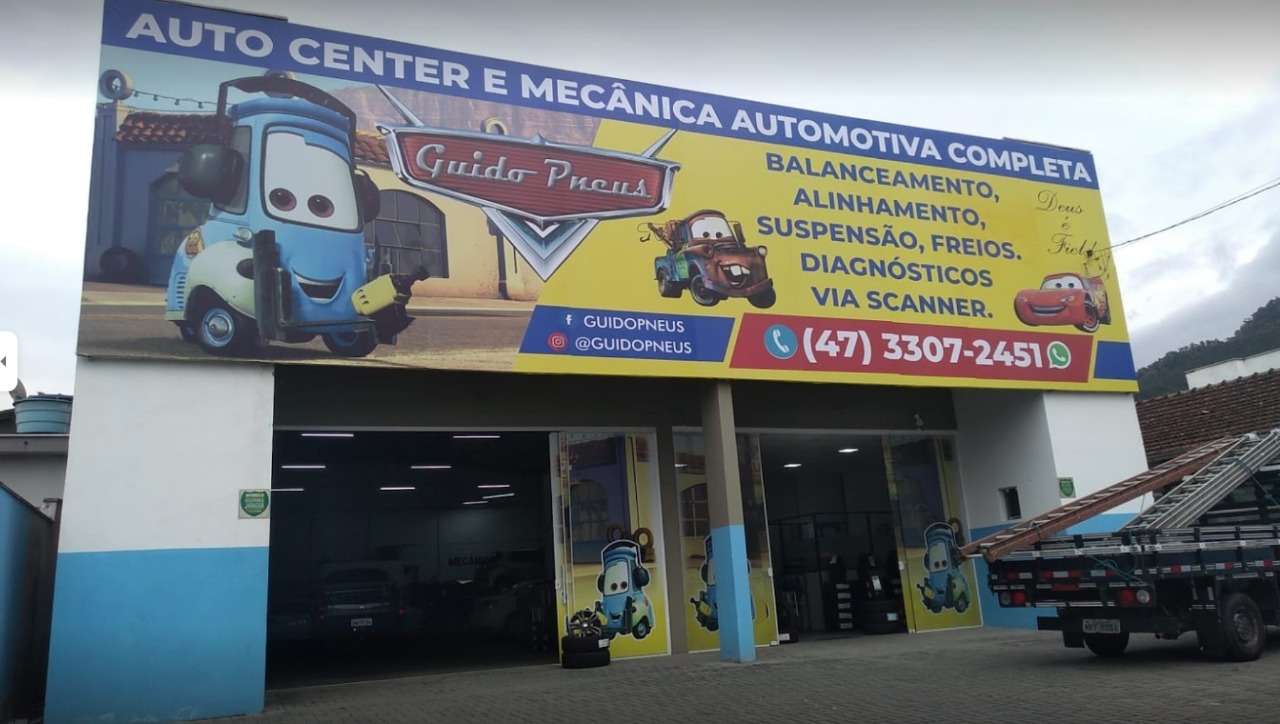 AUTO CENTER E MECÂNICA AUTOMOTIVA COMPLETA
Guido Pneus
BALANCEAMENTO,
ALINHAMENTO,
SUSPENSÃO, FREIOS.
DIAGNÓSTICOS
VIA SCANNER.
Deus
é
Fiel
f GUIDOPNEUS
@GUIDOPNEUS
(47) 3307-2451